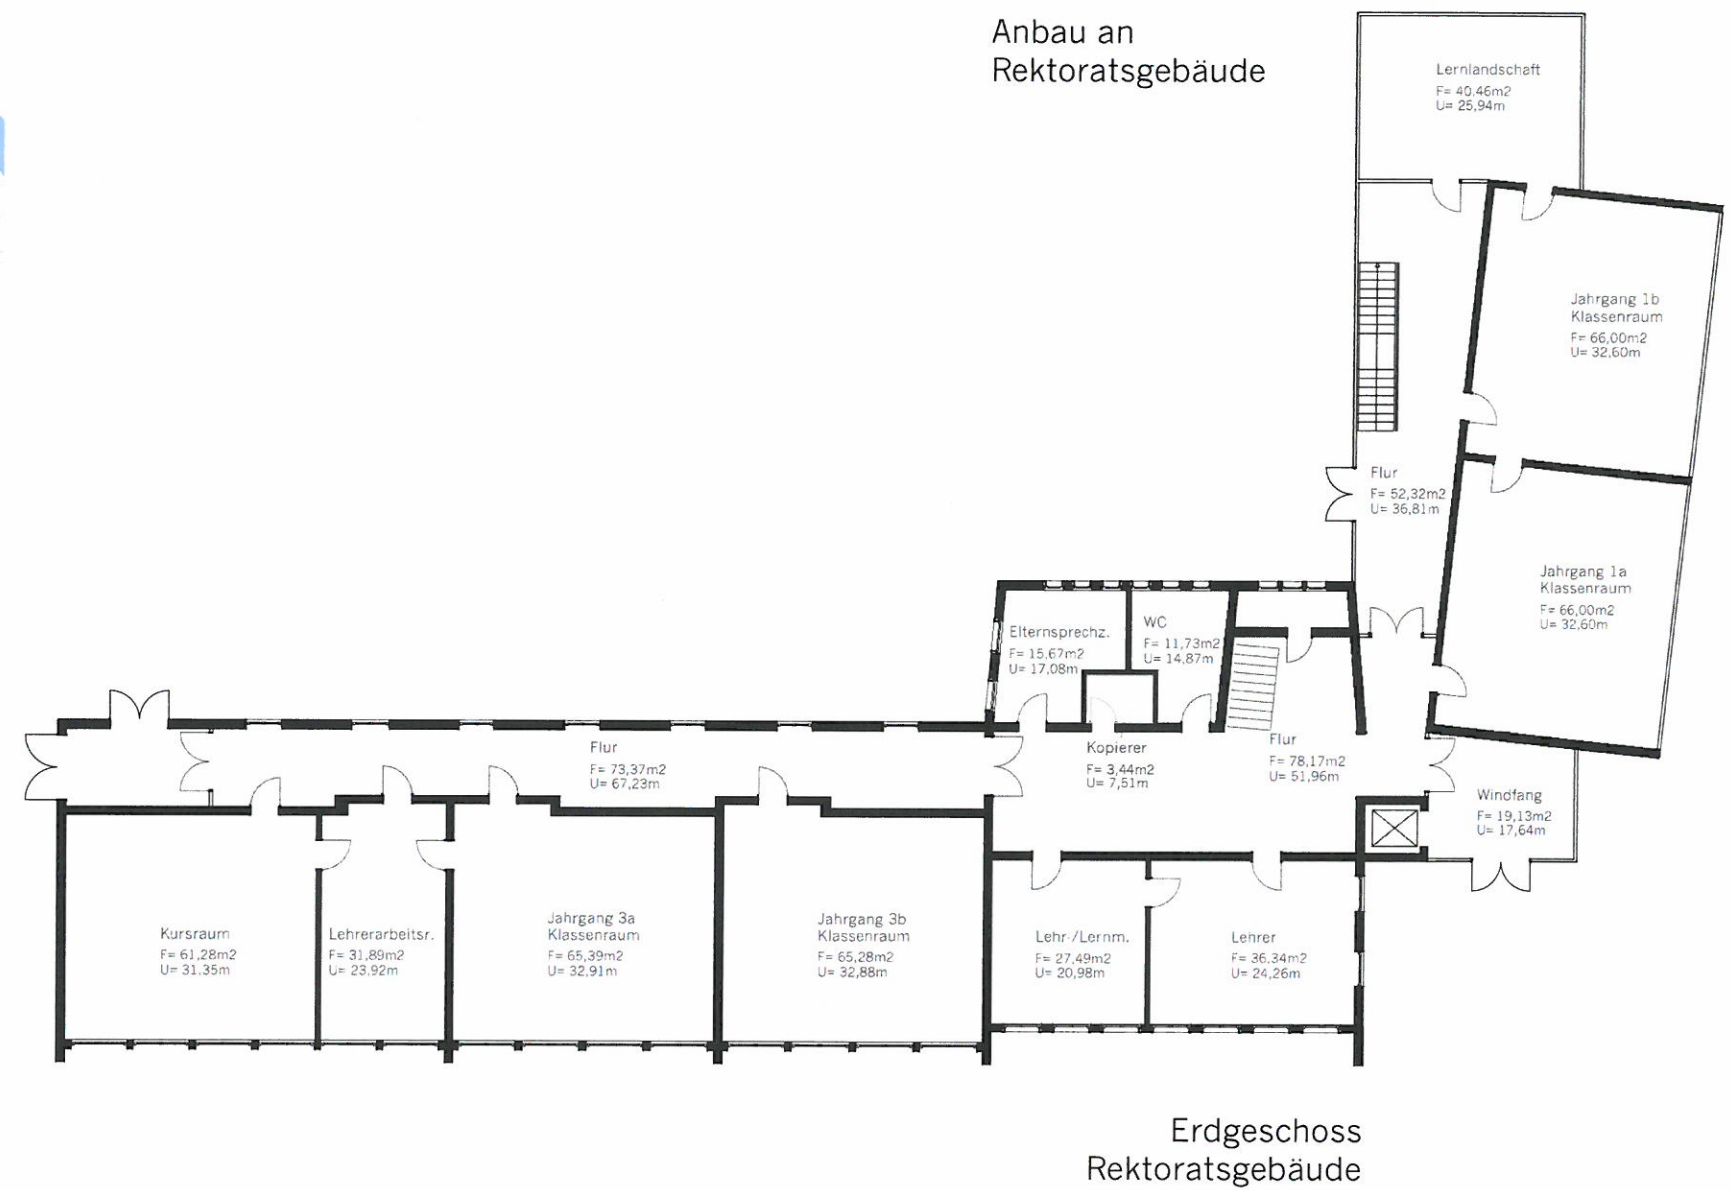 Anbau an
Rektoratsgebäude
Lernlandschaft
F= 40,46m2
U= 25,94m
Jahrgang 1b
Klassenraum
F= 66,00m2
U= 32,60m
Flur
F= 52,32m2
U= 36,81m
Jahrgang 1a
Klassenraum
F= 66,00m2
U= 32,60m
Elternsprechz.
F= 15,67m2
U= 17,08m
WC
F= 11,73m2
U= 14,87m
Flur
F= 73,37m2
U= 67,23m
Kopierer
F= 3,44m2
U= 7,51m
Flur
F= 78,17m2
U= 51,96m
Windfang
F= 19,13m2
U= 17,64m
Kursraum
F= 61,28m2
U= 31,35m
Lehrerarbeitsr.
F= 31,89m2
U= 23,92m
Jahrgang 3a
Klassenraum
F= 65,39m2
U= 32,91m
Jahrgang 3b
Klassenraum
F= 65,28m2
U= 32,88m
Lehr-/Lernm.
F= 27,49m2
U= 20,98m
Lehrer
F= 36,34m2
U= 24,26m
Erdgeschoss
Rektoratsgebäude